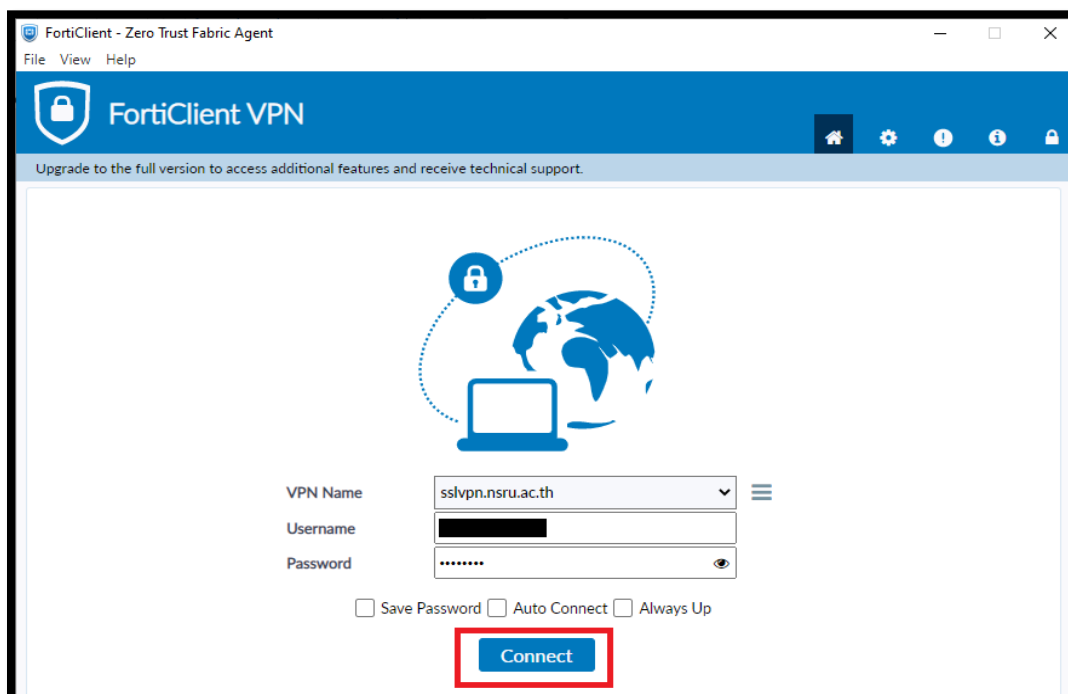 FortiClient - Zero Trust Fabric Agent
File View Help
FortiClient VPN
Upgrade to the full version to access additional features and receive technical support.
VPN Name sslvpn.nsru.ac.th
Username
Password ••••••••
Save Password Auto Connect Always Up
Connect